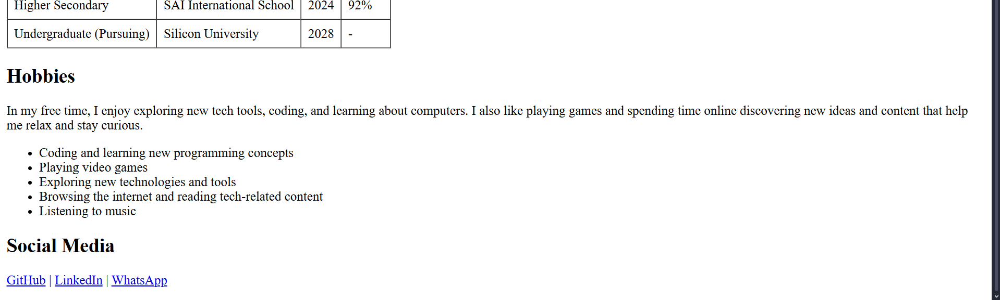 Higher Secondary SAI International School 2024 92%
Undergraduate (Pursuing) Silicon University 2028 -
Hobbies
In my free time, I enjoy exploring new tech tools, coding, and learning about computers. I also like playing games and spending time online discovering new ideas and content that help
me relax and stay curious.
• Coding and learning new programming concepts
• Playing video games
• Exploring new technologies and tools
• Browsing the internet and reading tech-related content
• Listening to music
Social Media
GitHub | LinkedIn | WhatsApp